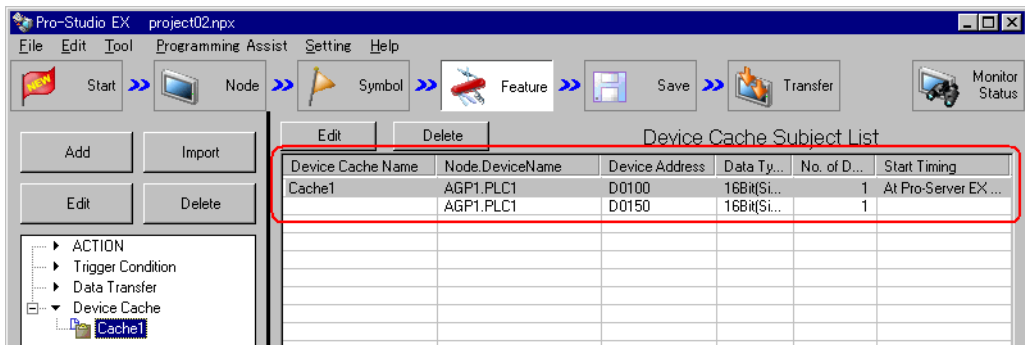 Pro-Studio EX project02.npx
File Edit Tool Programming Assist Setting Help
NEW Start Node Symbol Feature Save Transfer Monitor Status
Add Import
Edit Delete
ACTION
Trigger Condition
Data Transfer
Device Cache
Cache1
Edit Delete Device Cache Subject List
Device Cache Name Node.DeviceName Device Address Data Ty... No. of D... Start Timing
Cache1 AGP1.PLC1 D0100 16Bit(Si... 1 At Pro-Server EX ...
AGP1.PLC1 D0150 16Bit(Si... 1